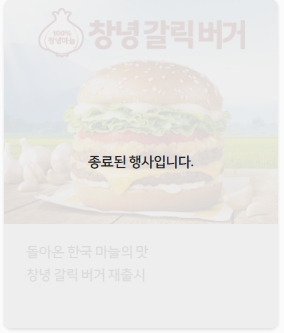 100%
창녕마늘
창녕 갈릭 버거
종료된 행사입니다.
돌아온 한국 마늘의 맛
창녕 갈릭 버거 재출시